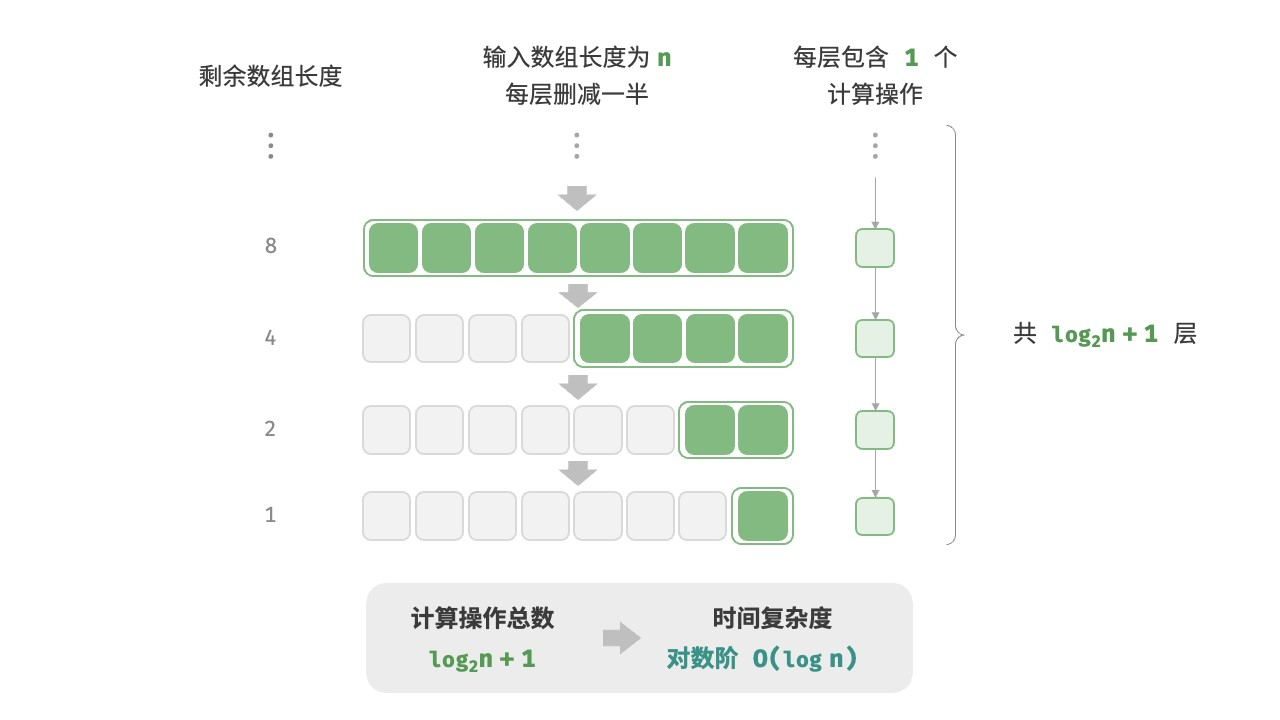 剩余数组长度
输入数组长度为 n
每层删减一半
每层包含 1 个
计算操作
8
4
2
1
共 log₂n + 1 层
计算操作总数
log₂n + 1
时间复杂度
对数阶 O(log n)